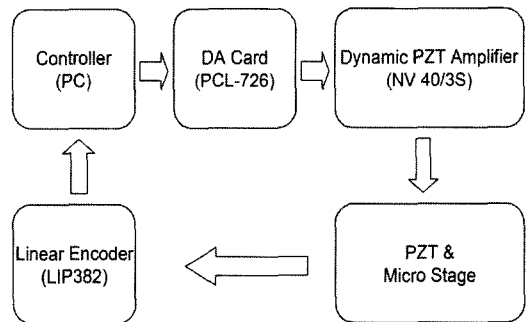 Controller
(PC)
DA Card
(PCL-726)
Dynamic PZT Amplifier
(NV 40/3S)
Linear Encoder
(LIP382)
PZT &
Micro Stage